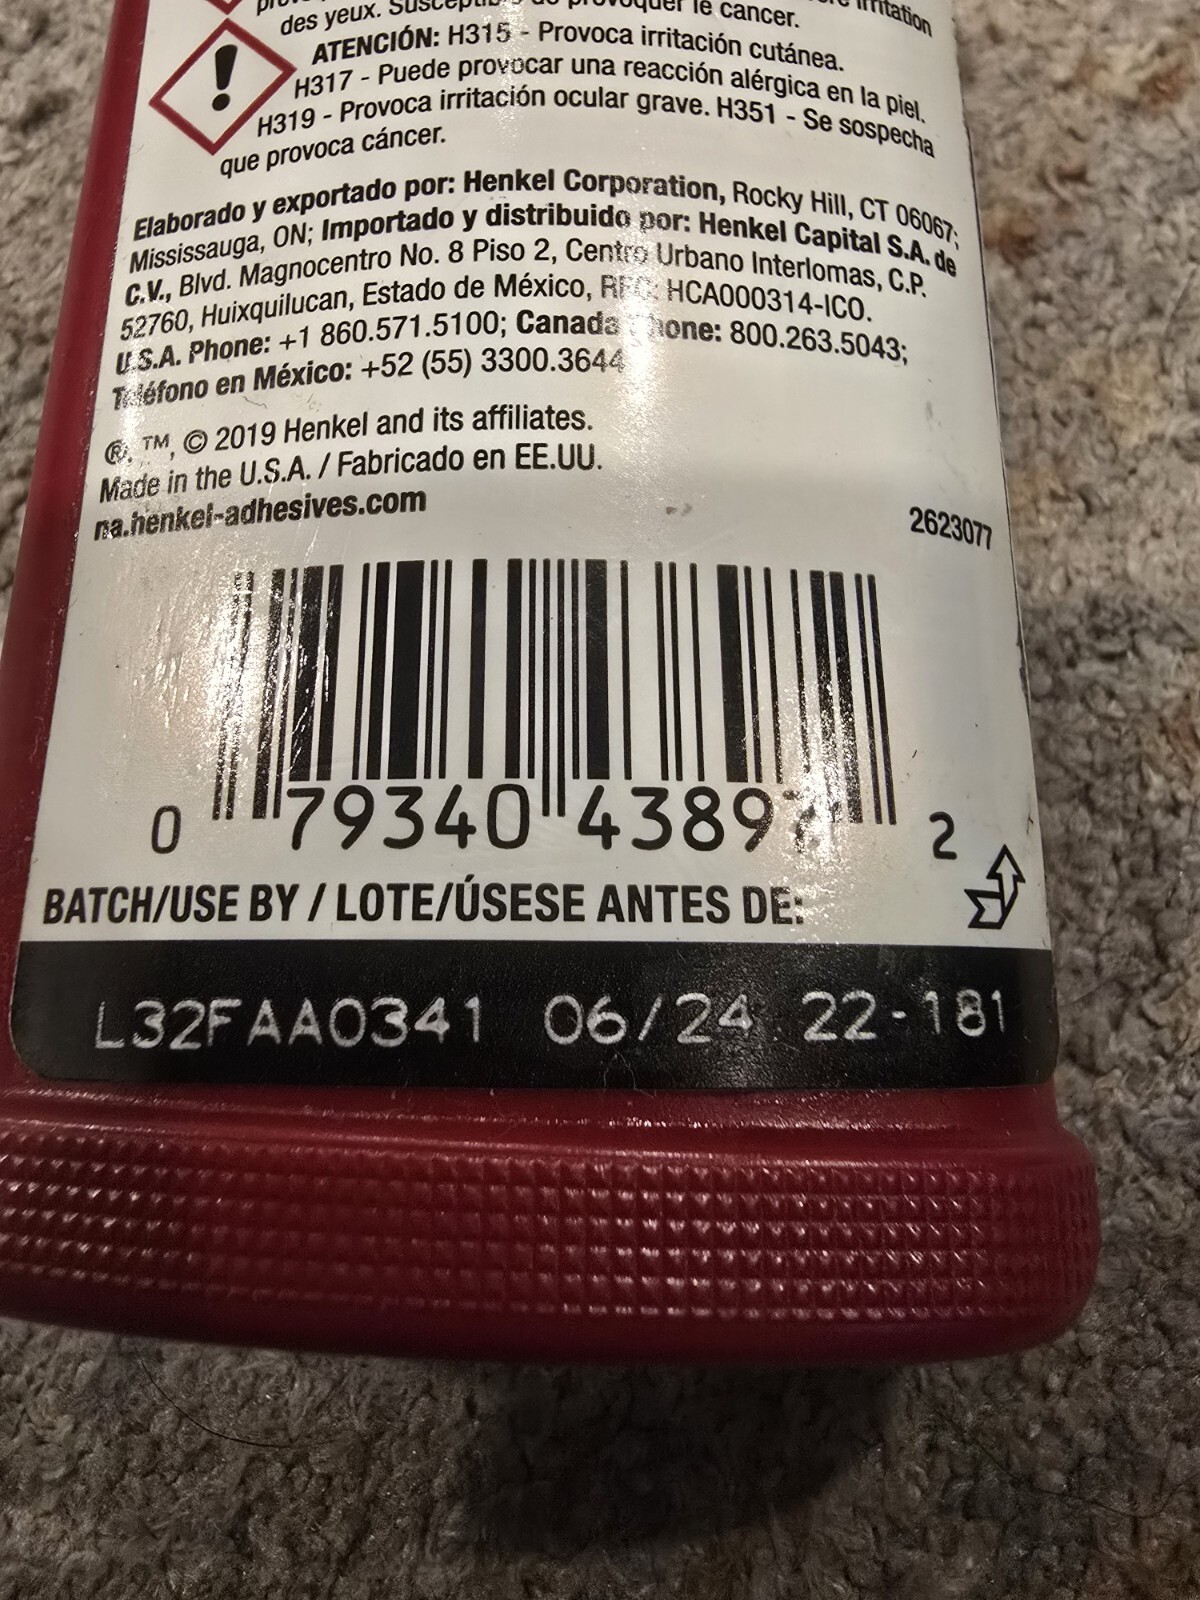 irritation
des yeux. Susceptible de provoquer le cancer.
ATENCIÓN: H315 - Provoca irritación cutánea.
H317 - Puede provocar una reacción alérgica en la piel.
H319 - Provoca irritación ocular grave. H351 - Se sospecha
que provoca cáncer.
Elaborado y exportado por: Henkel Corporation, Rocky Hill, CT 06067;
Mississauga, ON; Importado y distribuido por: Henkel Capital S.A. de
C.V., Blvd. Magnocentro No. 8 Piso 2, Centro Urbano Interlomas, C.P.
52760, Huixquilucan, Estado de México, RFC: HCA000314-ICO.
U.S.A. Phone: +1 860.571.5100; Canada Phone: 800.263.5043;
Teléfono en México: +52 (55) 3300.3644
®, ™, © 2019 Henkel and its affiliates.
Made in the U.S.A. / Fabricado en EE.UU.
na.henkel-adhesives.com
2623077
0 79340 43897 2
BATCH/USE BY / LOTE/ÚSESE ANTES DE:
L32FAA0341 06/24 22-181